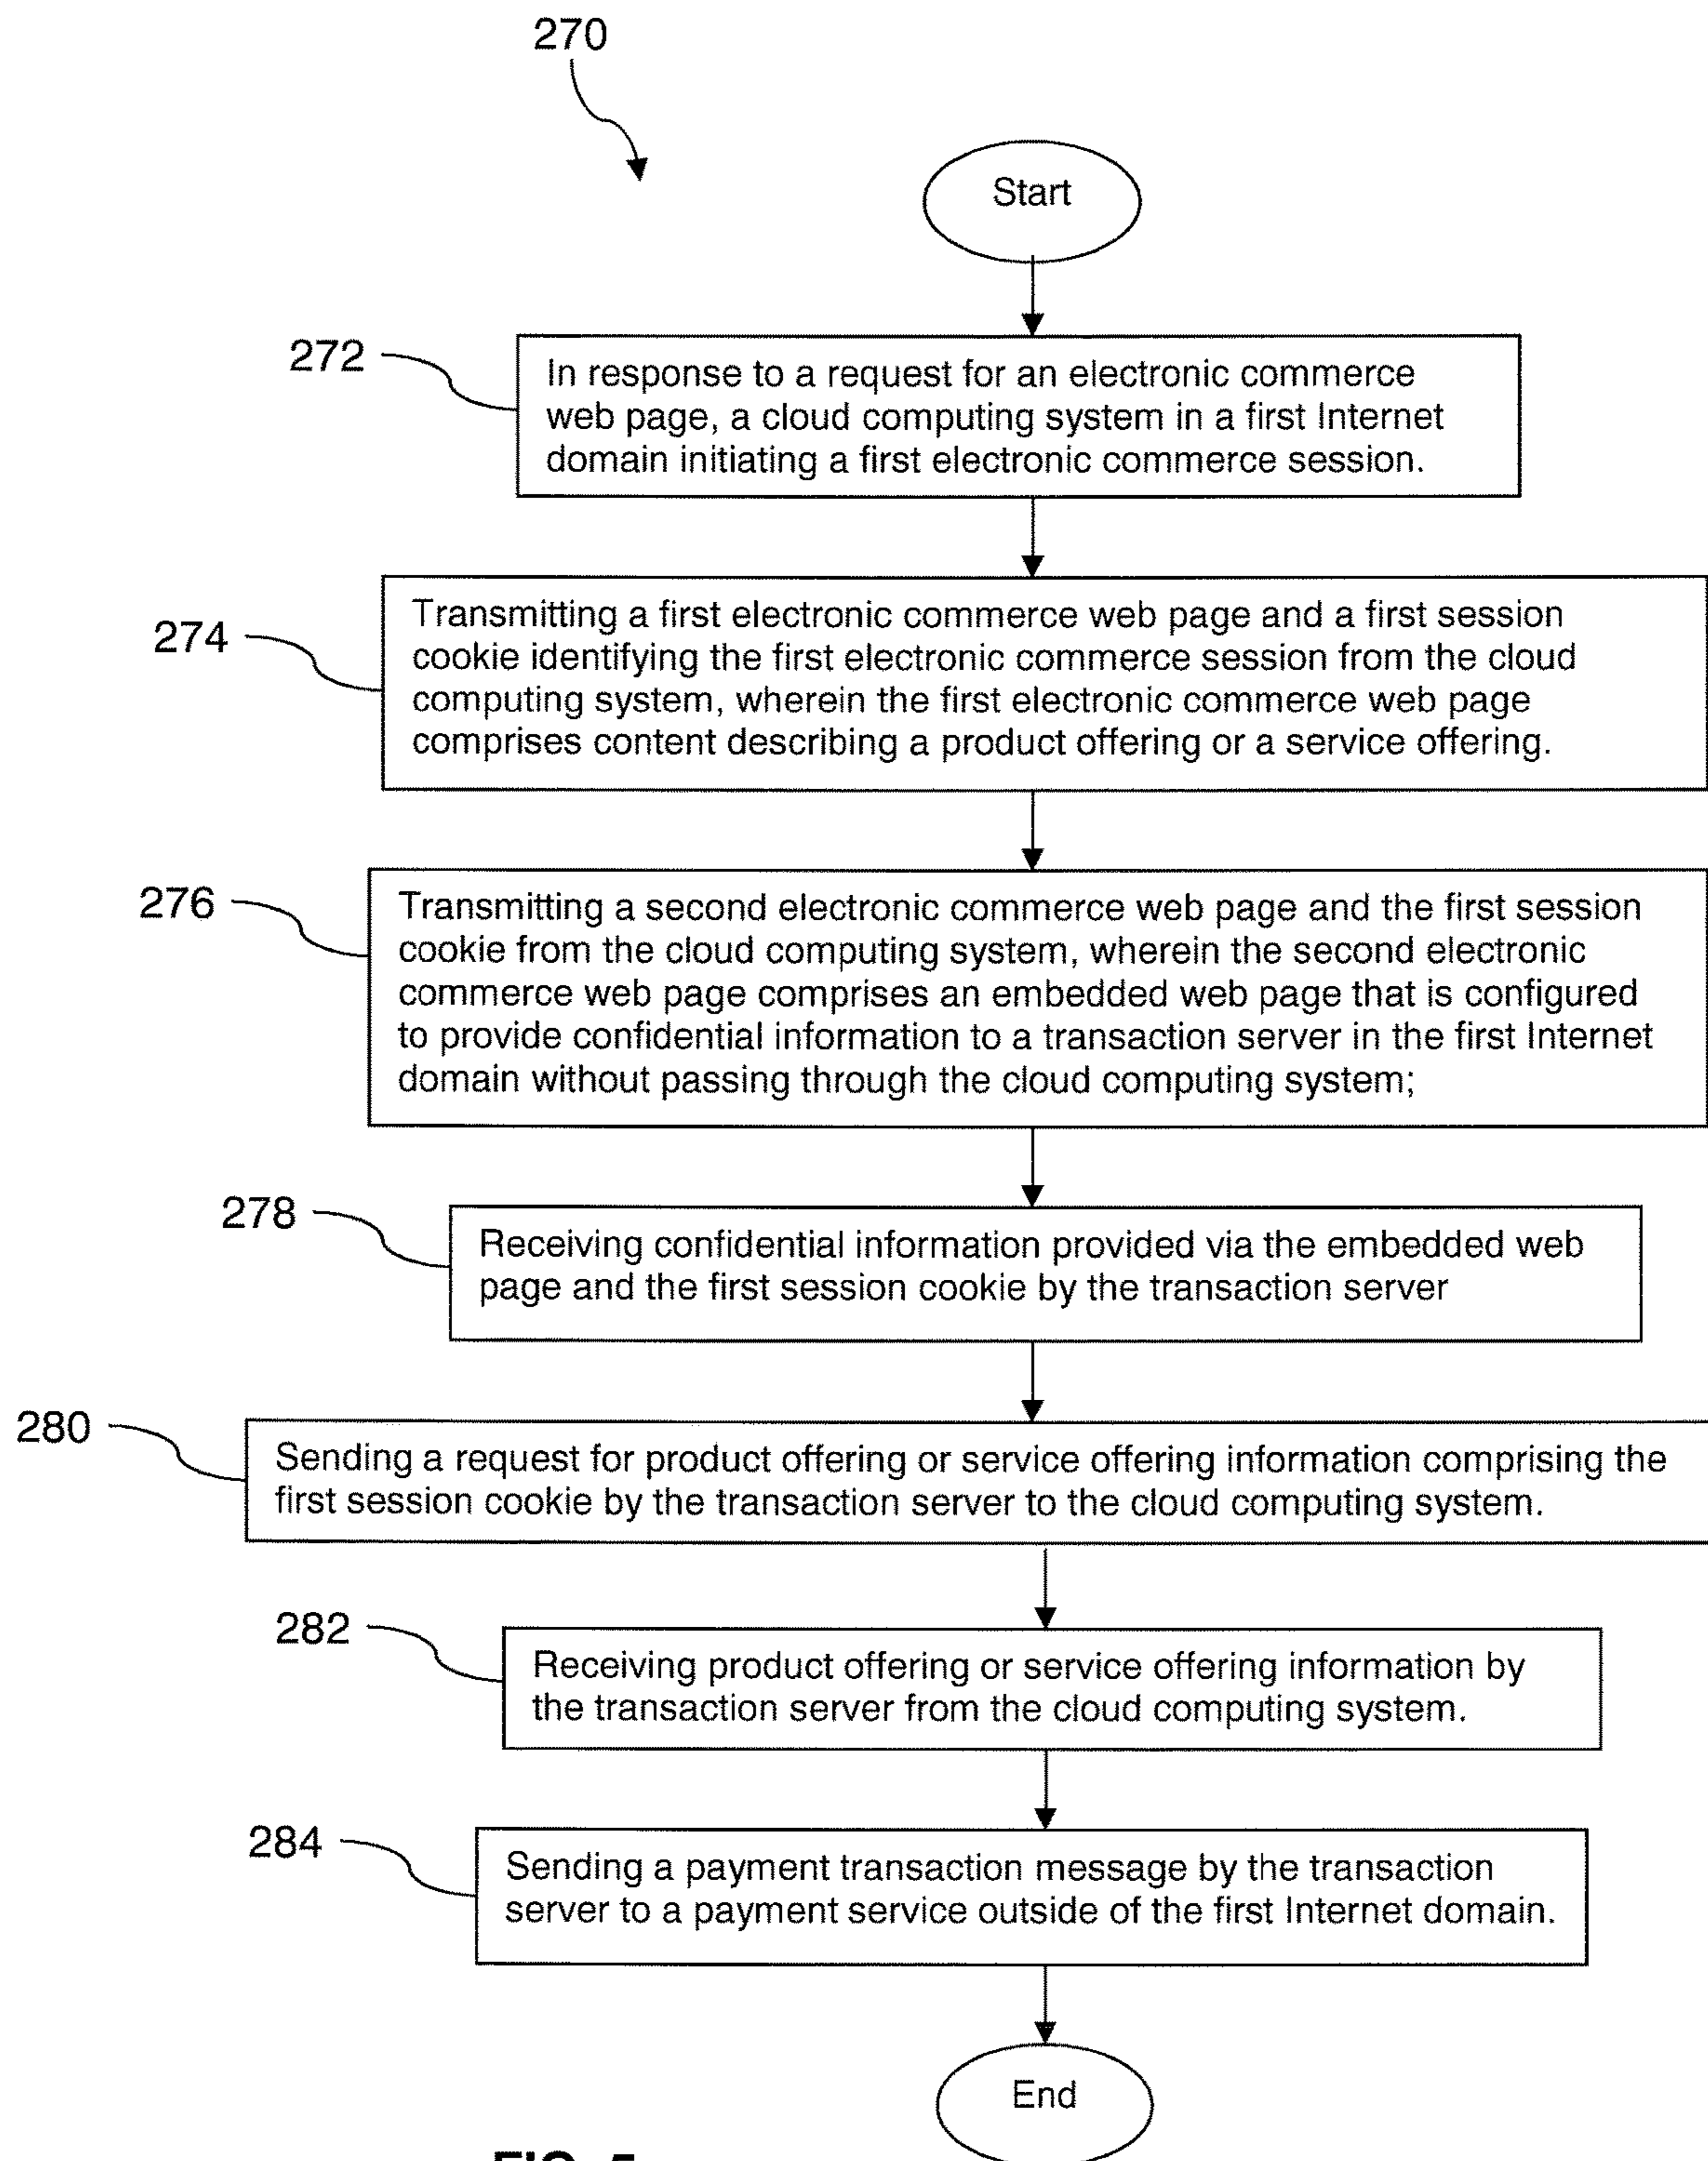 270
Start
272
In response to a request for an electronic commerce
web page, a cloud computing system in a first Internet
domain initiating a first electronic commerce session.
274
Transmitting a first electronic commerce web page and a first session
cookie identifying the first electronic commerce session from the cloud
computing system, wherein the first electronic commerce web page
comprises content describing a product offering or a service offering.
276
Transmitting a second electronic commerce web page and the first session
cookie from the cloud computing system, wherein the second electronic
commerce web page comprises an embedded web page that is configured
to provide confidential information to a transaction server in the first Internet
domain without passing through the cloud computing system;
278
Receiving confidential information provided via the embedded web
page and the first session cookie by the transaction server
280
Sending a request for product offering or service offering information comprising the
first session cookie by the transaction server to the cloud computing system.
282
Receiving product offering or service offering information by
the transaction server from the cloud computing system.
284
Sending a payment transaction message by the transaction
server to a payment service outside of the first Internet domain.
End